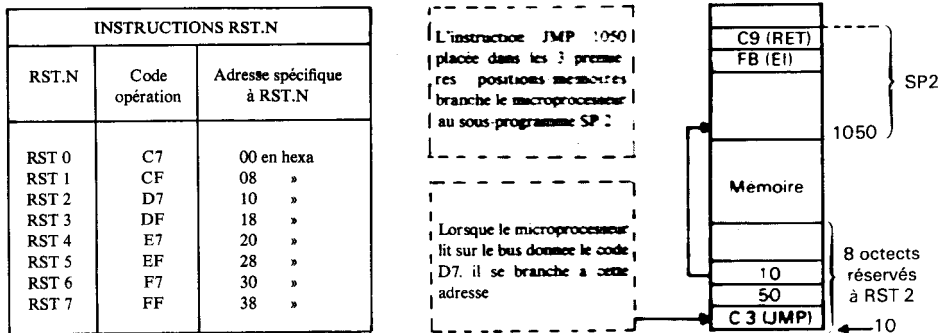 INSTRUCTIONS RST.N
RST.N Code opération Adresse spécifique à RST.N
RST 0 C7 00 en hexa
RST 1 CF 08 »
RST 2 D7 10 »
RST 3 DF 18 »
RST 4 E7 20 »
RST 5 EF 28 »
RST 6 F7 30 »
RST 7 FF 38 »
L'instruction JMP 1050
placée dans les 3 premiè
res positions-memoires
branche le microprocesseur
au sous-programme SP 2
Lorsque le microprocesseur
lit sur le bus donnee le code
D7. il se branche a cette
adresse
C9 (RET)
FB (EI)
SP2
1050
Mémoire
10
50
C3 (JMP)
8 octects
réservés
à RST 2
10